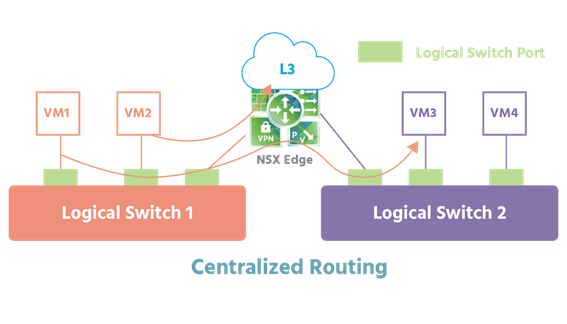 L3
Logical Switch Port
VM1
VM2
VM3
VM4
VPN
P
V
NSX Edge
Logical Switch 1
Logical Switch 2
Centralized Routing